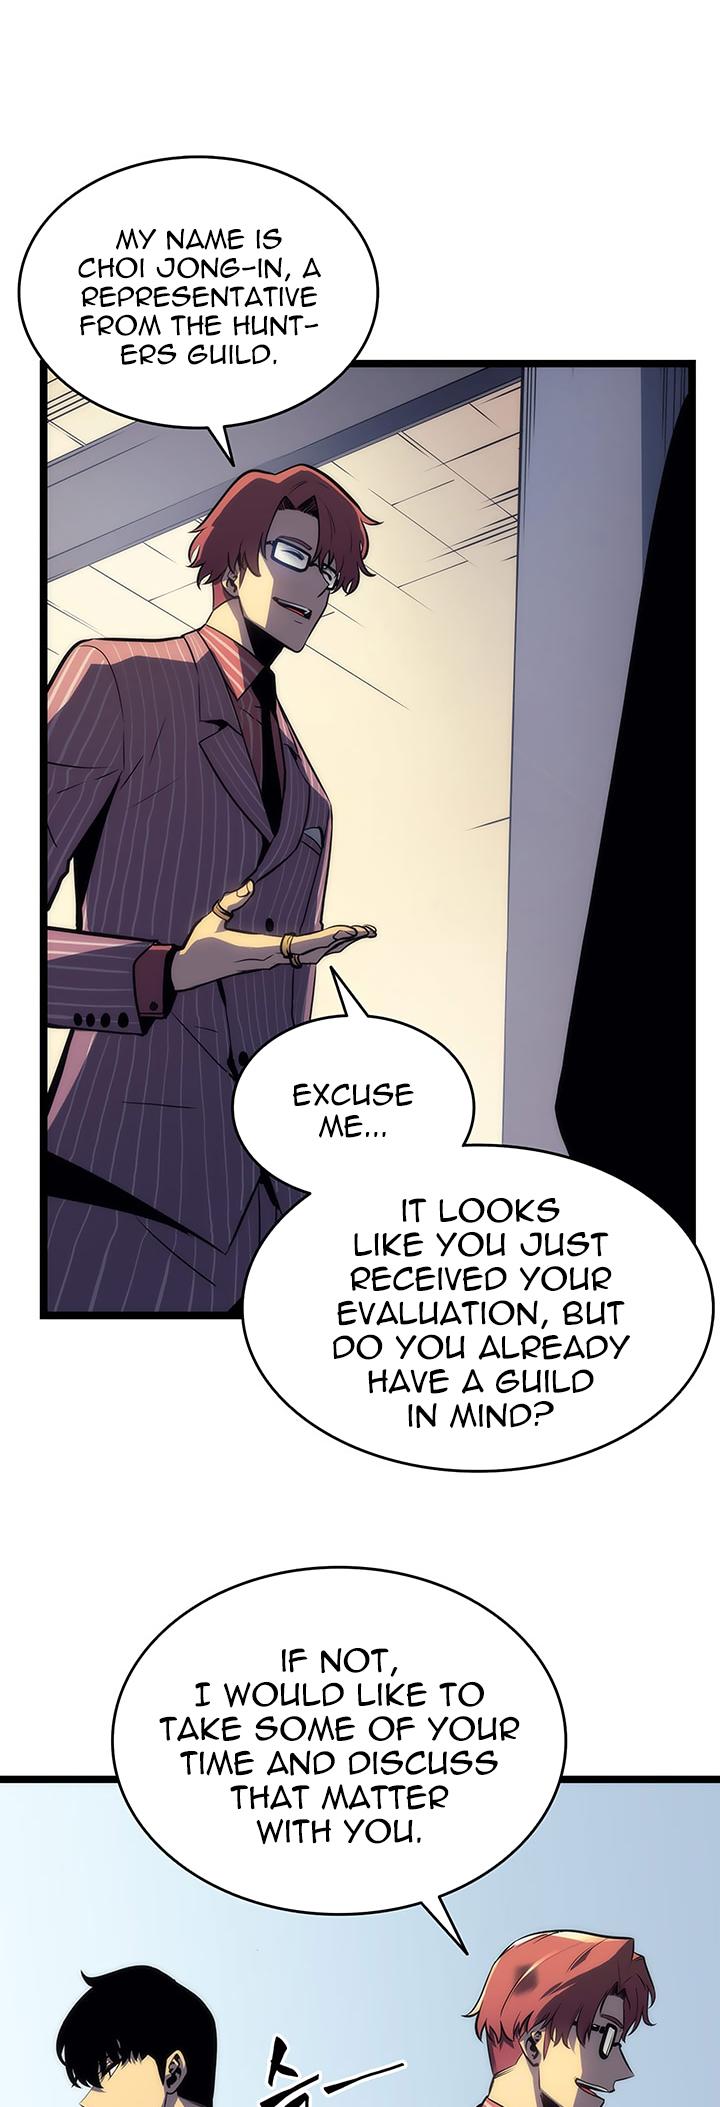 MY NAME IS
CHOI JONG-IN, A
REPRESENTATIVE
FROM THE HUNT-
ERS GUILD.
EXCUSE
ME...
IT LOOKS
LIKE YOU JUST
RECEIVED YOUR
EVALUATION, BUT
DO YOU ALREADY
HAVE A GUILD
IN MIND?
IF NOT,
I WOULD LIKE TO
TAKE SOME OF YOUR
TIME AND DISCUSS
THAT MATTER
WITH YOU.